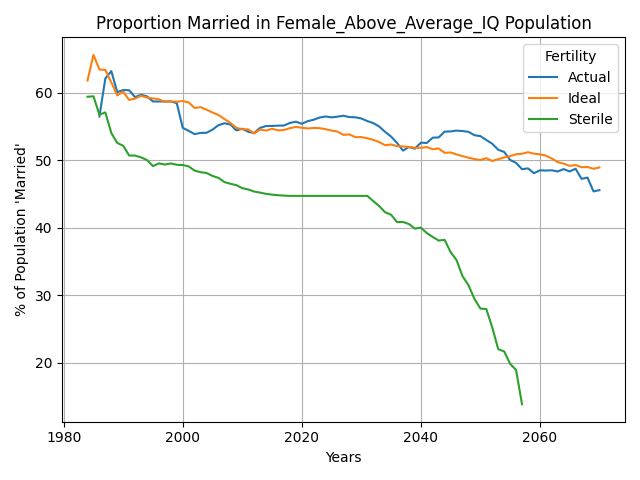 Proportion Married in Female_Above_Average_IQ Population
% of Population 'Married'
60
50
40
30
20
Fertility
Actual
Ideal
Sterile
1980
2000
2020
2040
2060
Years